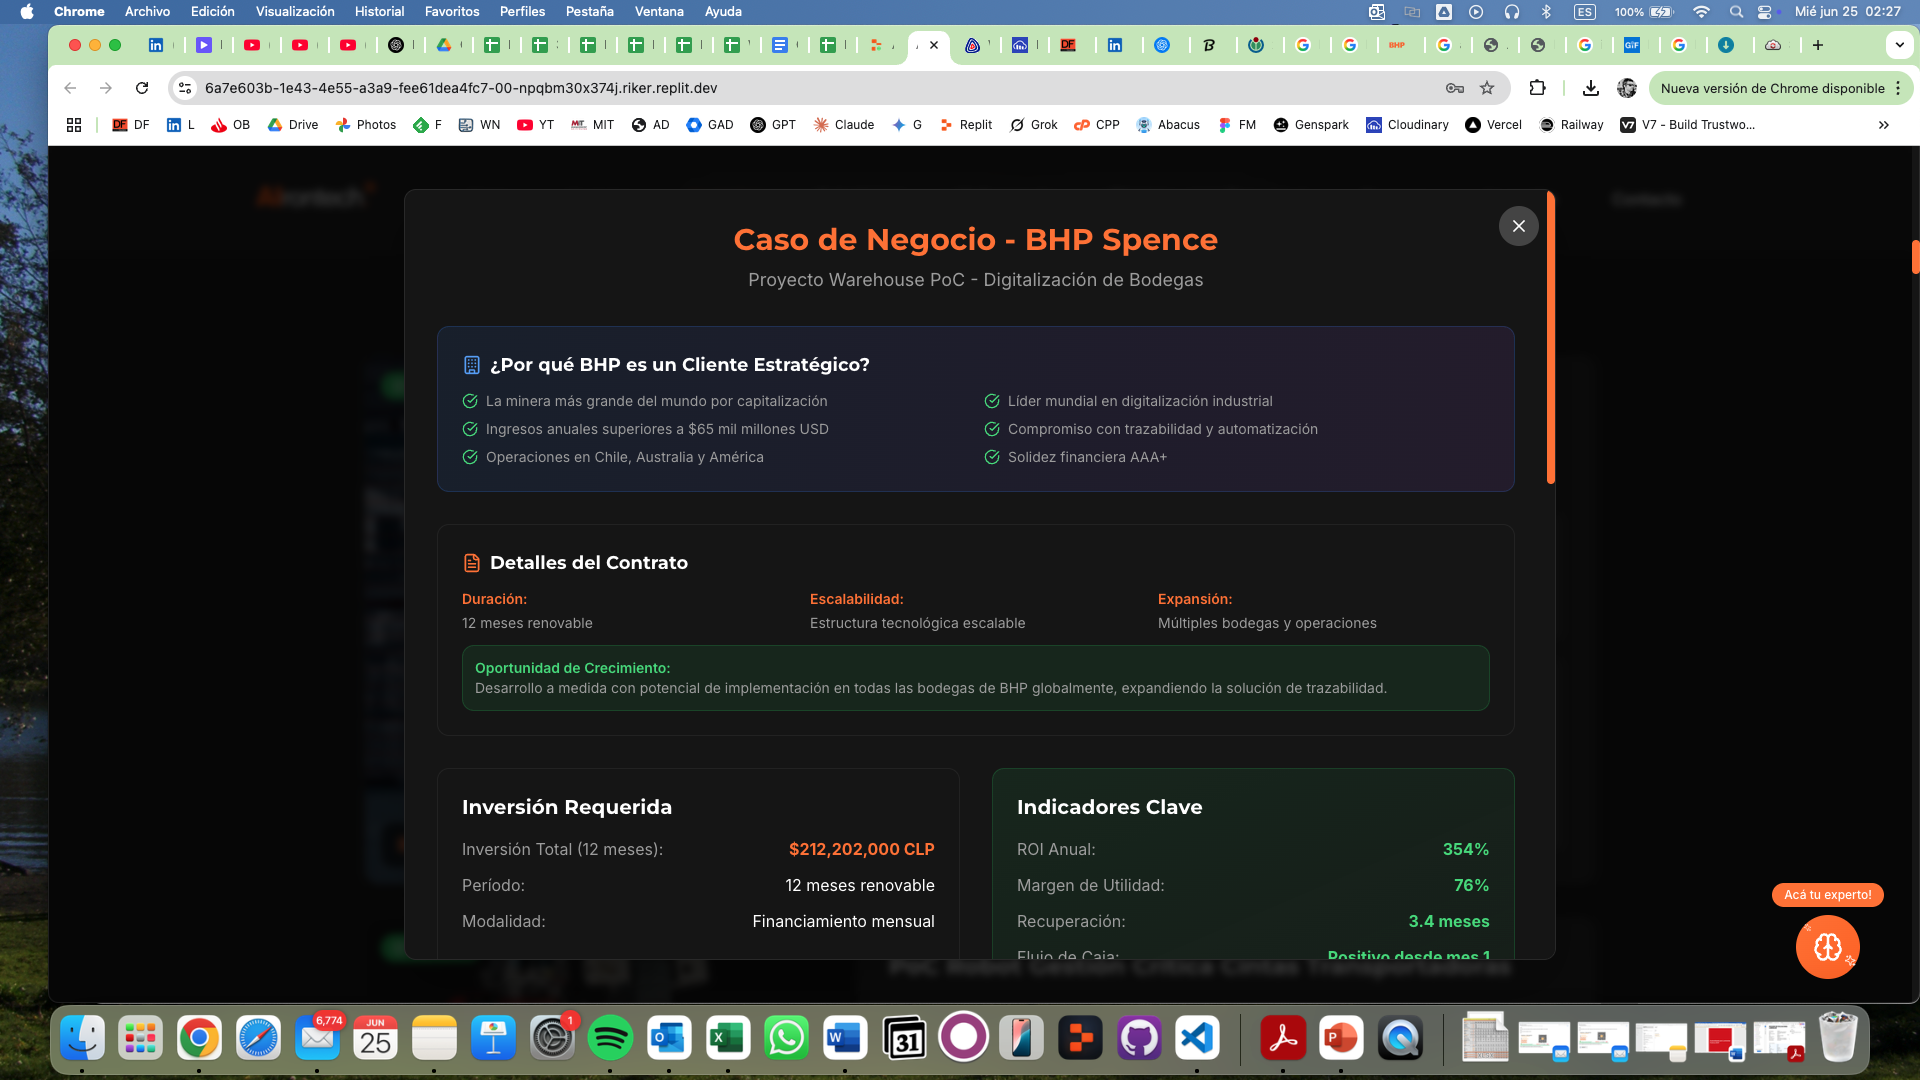 Chrome Archivo Edición Visualización Historial Favoritos Perfiles Pestaña Ventana Ayuda ES 100% Mié jun 25 02:27
6a7e603b-1e43-4e55-a3a9-fee61dea4fc7-00-npqbm30x374j.riker.replit.dev Nueva versión de Chrome disponible
DF L OB Drive Photos F WN YT MIT AD GAD GPT Claude G Replit Grok CPP Abacus FM Genspark Cloudinary Vercel Railway V7 - Build Trustwo...
AIrontech Contacto
Caso de Negocio - BHP Spence
Proyecto Warehouse PoC - Digitalización de Bodegas
¿Por qué BHP es un Cliente Estratégico?
La minera más grande del mundo por capitalización
Líder mundial en digitalización industrial
Ingresos anuales superiores a $65 mil millones USD
Compromiso con trazabilidad y automatización
Operaciones en Chile, Australia y América
Solidez financiera AAA+
Detalles del Contrato
Duración:
12 meses renovable
Escalabilidad:
Estructura tecnológica escalable
Expansión:
Múltiples bodegas y operaciones
Oportunidad de Crecimiento:
Desarrollo a medida con potencial de implementación en todas las bodegas de BHP globalmente, expandiendo la solución de trazabilidad.
Inversión Requerida
Inversión Total (12 meses): $212,202,000 CLP
Período: 12 meses renovable
Modalidad: Financiamiento mensual
Indicadores Clave
ROI Anual: 354%
Margen de Utilidad: 76%
Recuperación: 3.4 meses
Flujo de Caja: Positivo desde mes 1
PoC Robot Gestión Crítica Cintas Transportadoras
Acá tu experto!
6,774
JUN
25
1
31